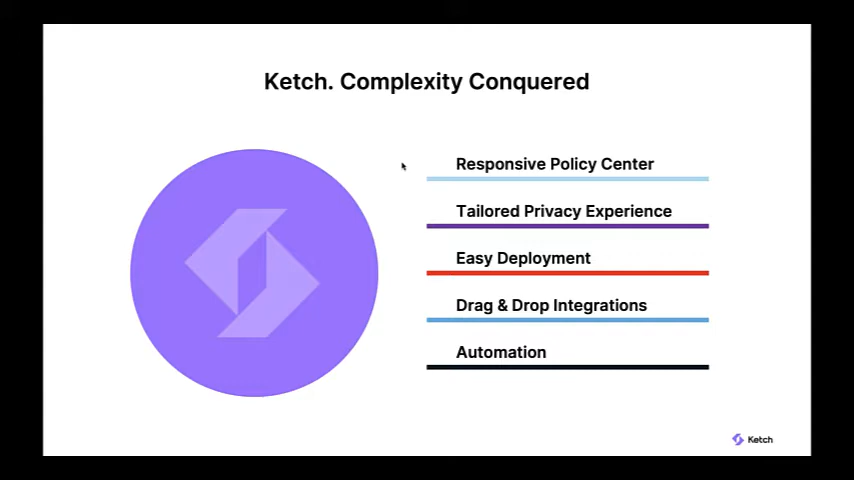 Ketch. Complexity Conquered
Responsive Policy Center
Tailored Privacy Experience
Easy Deployment
Drag & Drop Integrations
Automation
Ketch